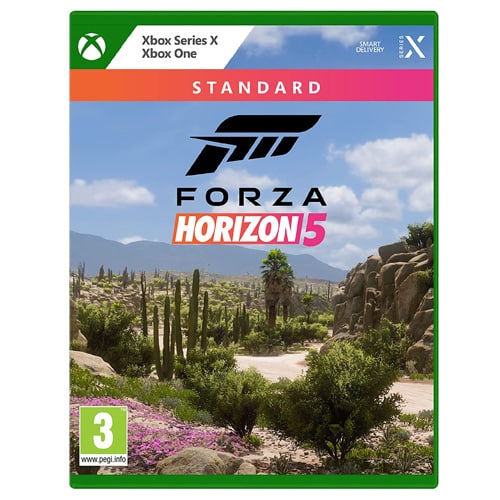 Xbox Series X
Xbox One
SMART
DELIVERY
SERIES
X
STANDARD
FORZA
HORIZON 5
3
www.pegi.info